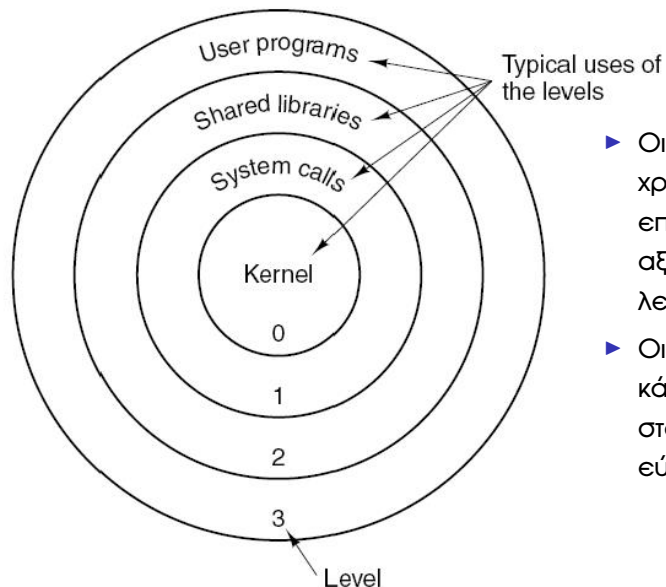 User programs
Shared libraries
System calls
Kernel
0
1
2
3
Level
Typical uses of
the levels
▶ Οι
χρ
επ
αξ
λε
▶ Οι
κά
στ
εύ